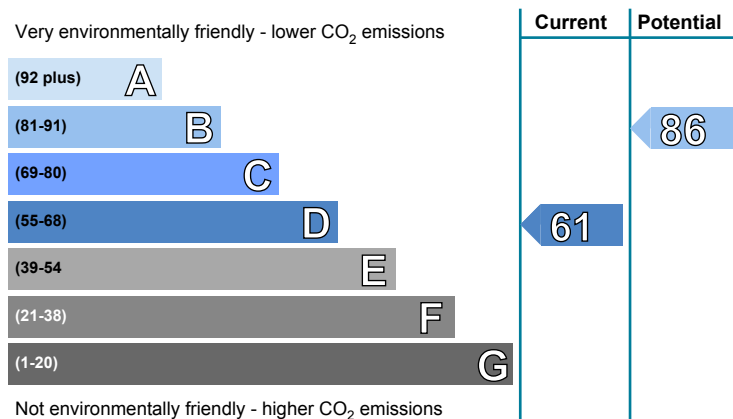 Current Potential
Very environmentally friendly - lower CO2 emissions
(92 plus) A
(81-91) B 86
(69-80) C
(55-68) D 61
(39-54 E
(21-38) F
(1-20) G
Not environmentally friendly - higher CO2 emissions